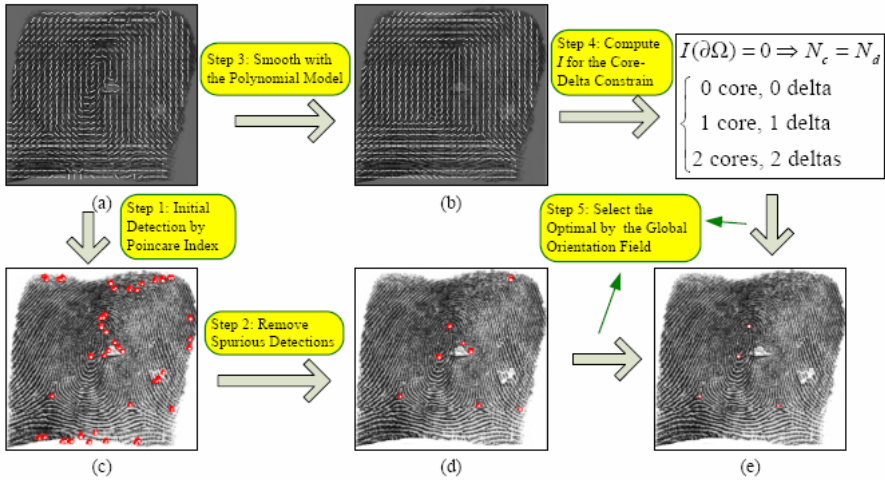 Step 3: Smooth with
the Polynomial Model
Step 4: Compute
I for the Core-
Delta Constrain
I(∂Ω) = 0 ⇒ N_c = N_d
0 core, 0 delta
1 core, 1 delta
2 cores, 2 deltas
(a)
(b)
Step 1: Initial
Detection by
Poincare Index
Step 5: Select the
Optimal by the Global
Orientation Field
Step 2: Remove
Spurious Detections
(c)
(d)
(e)